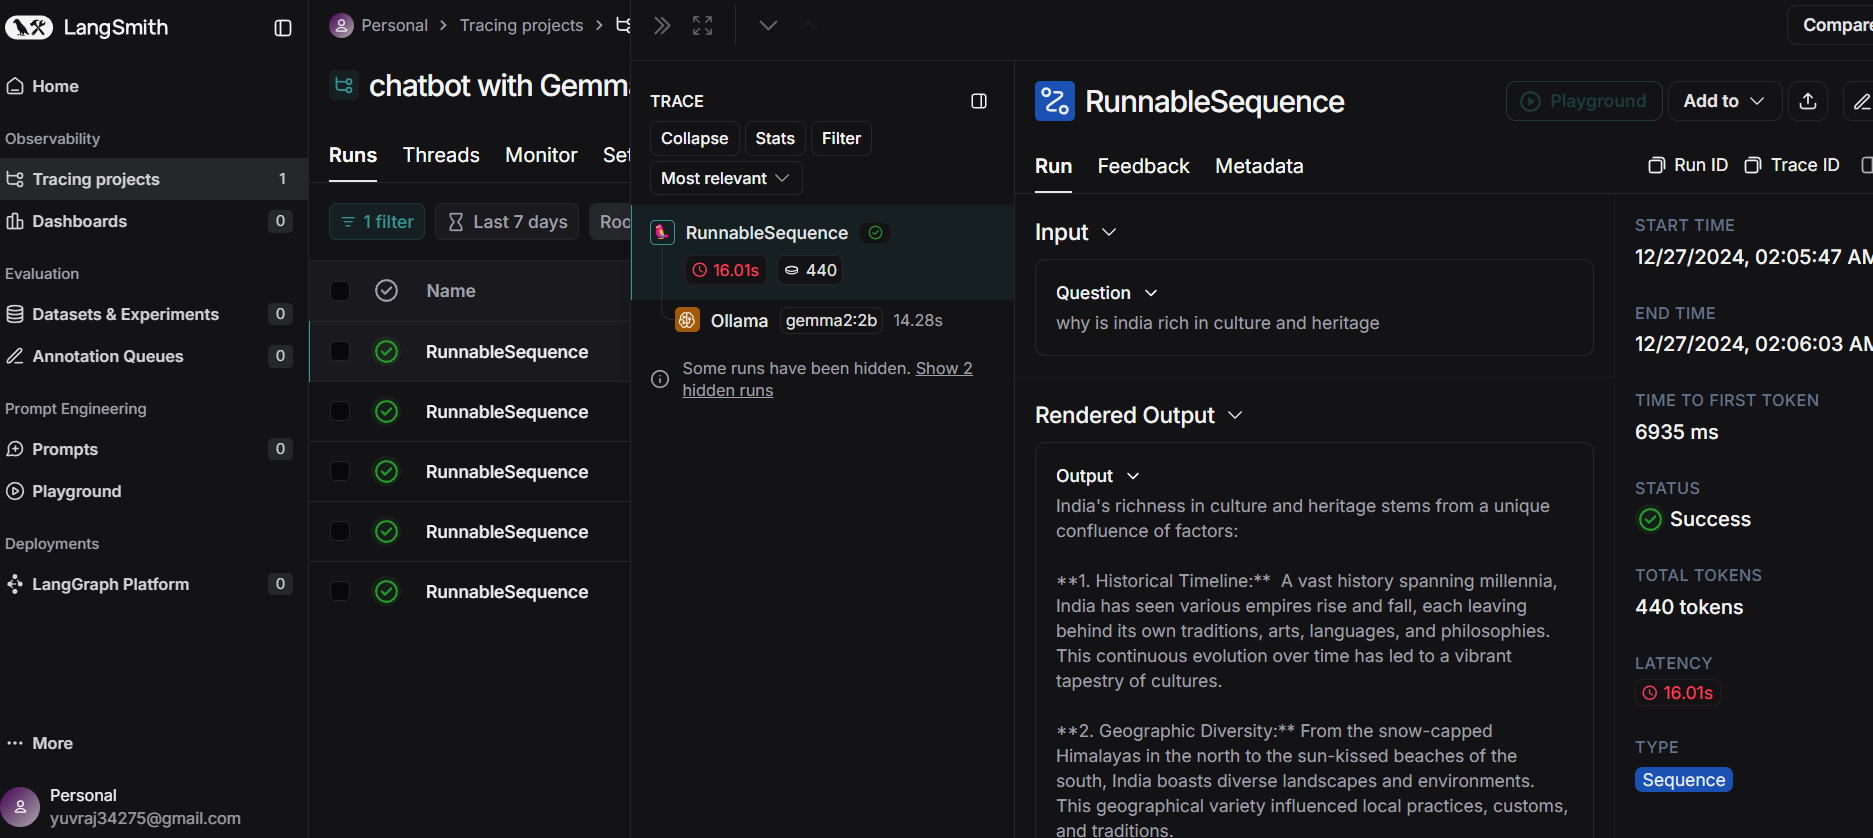 LangSmith
Home
Observability
Tracing projects 1
Dashboards 0
Evaluation
Datasets & Experiments 0
Annotation Queues 0
Prompt Engineering
Prompts 0
Playground
Deployments
LangGraph Platform 0
More
Personal
yuvraj34275@gmail.com
Personal > Tracing projects >
chatbot with Gemma
Runs Threads Monitor Set
1 filter Last 7 days Roo
Name
RunnableSequence
RunnableSequence
RunnableSequence
RunnableSequence
RunnableSequence
TRACE
Collapse Stats Filter
Most relevant
RunnableSequence
16.01s 440
Ollama gemma2:2b 14.28s
Some runs have been hidden. Show 2
hidden runs
Compare
RunnableSequence
Playground Add to
Run Feedback Metadata
Run ID Trace ID
Input
Question
why is india rich in culture and heritage
Rendered Output
Output
India's richness in culture and heritage stems from a unique
confluence of factors:
**1. Historical Timeline:** A vast history spanning millennia,
India has seen various empires rise and fall, each leaving
behind its own traditions, arts, languages, and philosophies.
This continuous evolution over time has led to a vibrant
tapestry of cultures.
**2. Geographic Diversity:** From the snow-capped
Himalayas in the north to the sun-kissed beaches of the
south, India boasts diverse landscapes and environments.
This geographical variety influenced local practices, customs,
and traditions.
START TIME
12/27/2024, 02:05:47 AM
END TIME
12/27/2024, 02:06:03 AM
TIME TO FIRST TOKEN
6935 ms
STATUS
Success
TOTAL TOKENS
440 tokens
LATENCY
16.01s
TYPE
Sequence